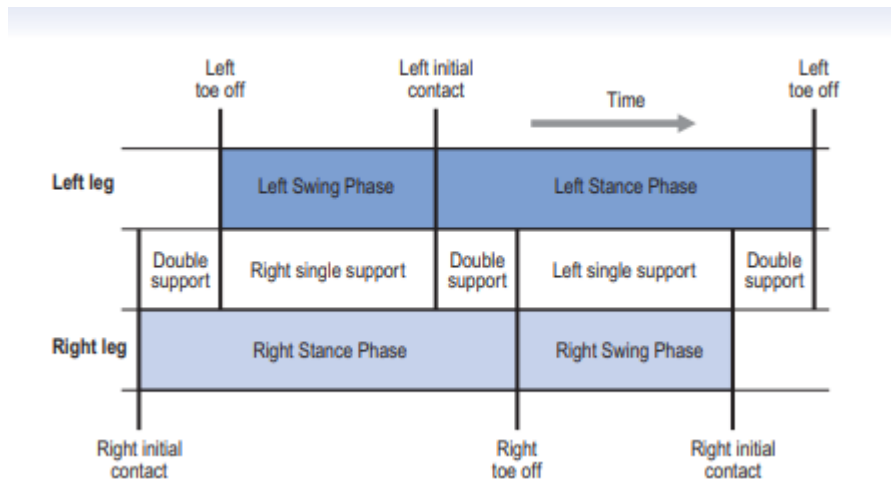 Left
toe off
Left initial
contact
Time
Left
toe off
Left leg
Left Swing Phase
Left Stance Phase
Double
support
Right single support
Double
support
Left single support
Double
support
Right leg
Right Stance Phase
Right Swing Phase
Right initial
contact
Right
toe off
Right initial
contact